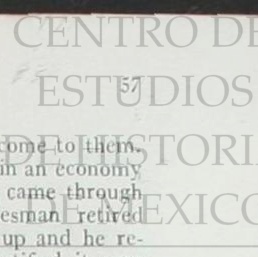 CENTRO DE
57
ESTUDIOS
come to them.
DE HISTORI
in an economy
came through
DE MEXICO
esman retired
up and he re-